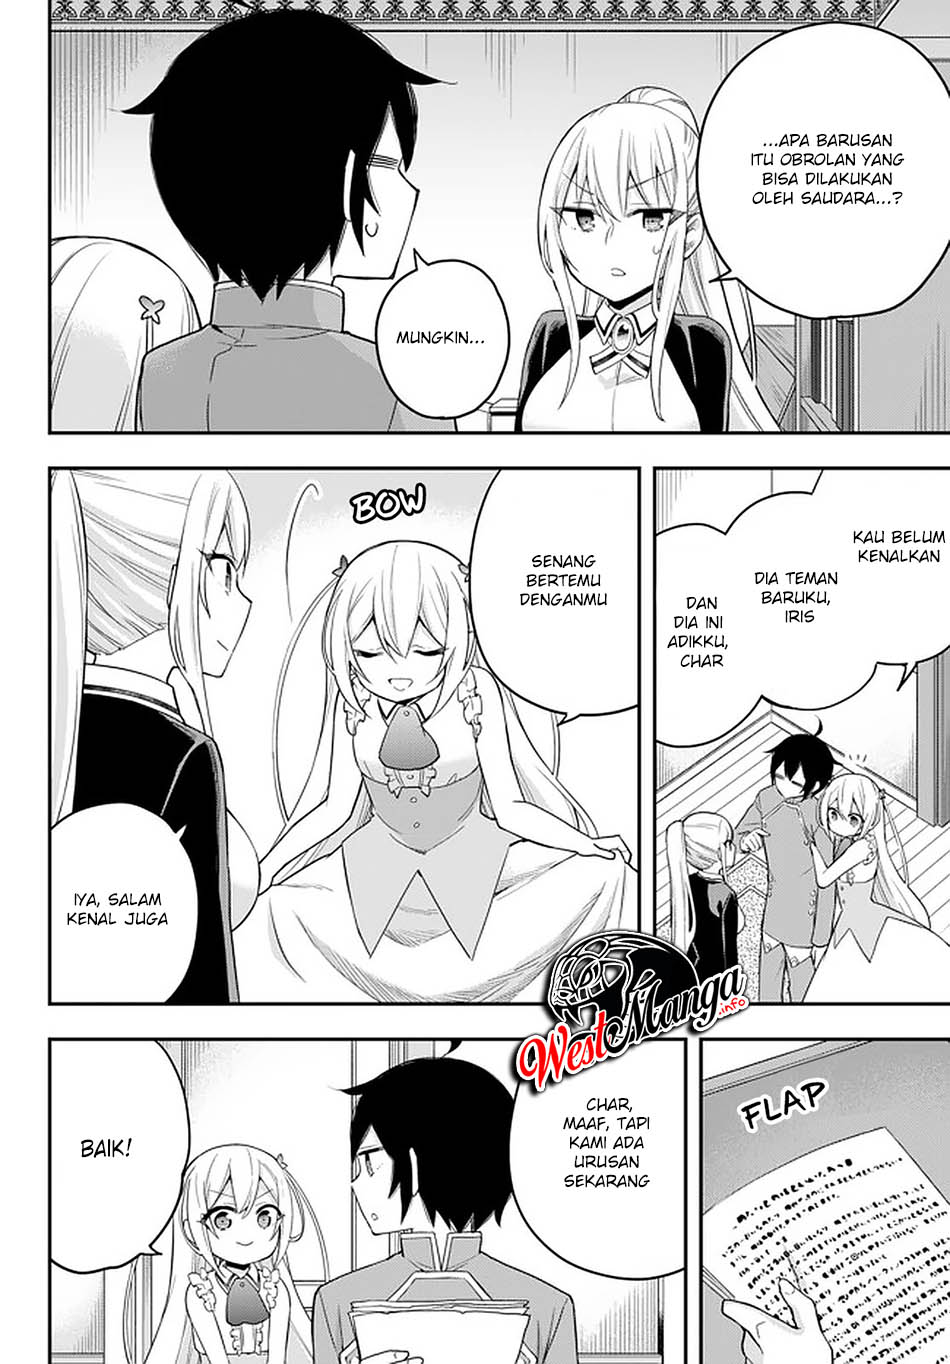 ...APA BARUSAN
ITU OBROLAN YANG
BISA DILAKUKAN
OLEH SAUDARA...?
MUNGKIN...
KAU BELUM
KENALKAN
DIA TEMAN
BARUKU,
IRIS
DAN
DIA INI
ADIKKU,
CHAR
BOW
SENANG
BERTEMU
DENGANMU
IYA, SALAM
KENAL JUGA
WestManga
.info
FLAP
CHAR,
MAAF, TAPI
KAMI ADA
URUSAN
SEKARANG
BAIK!